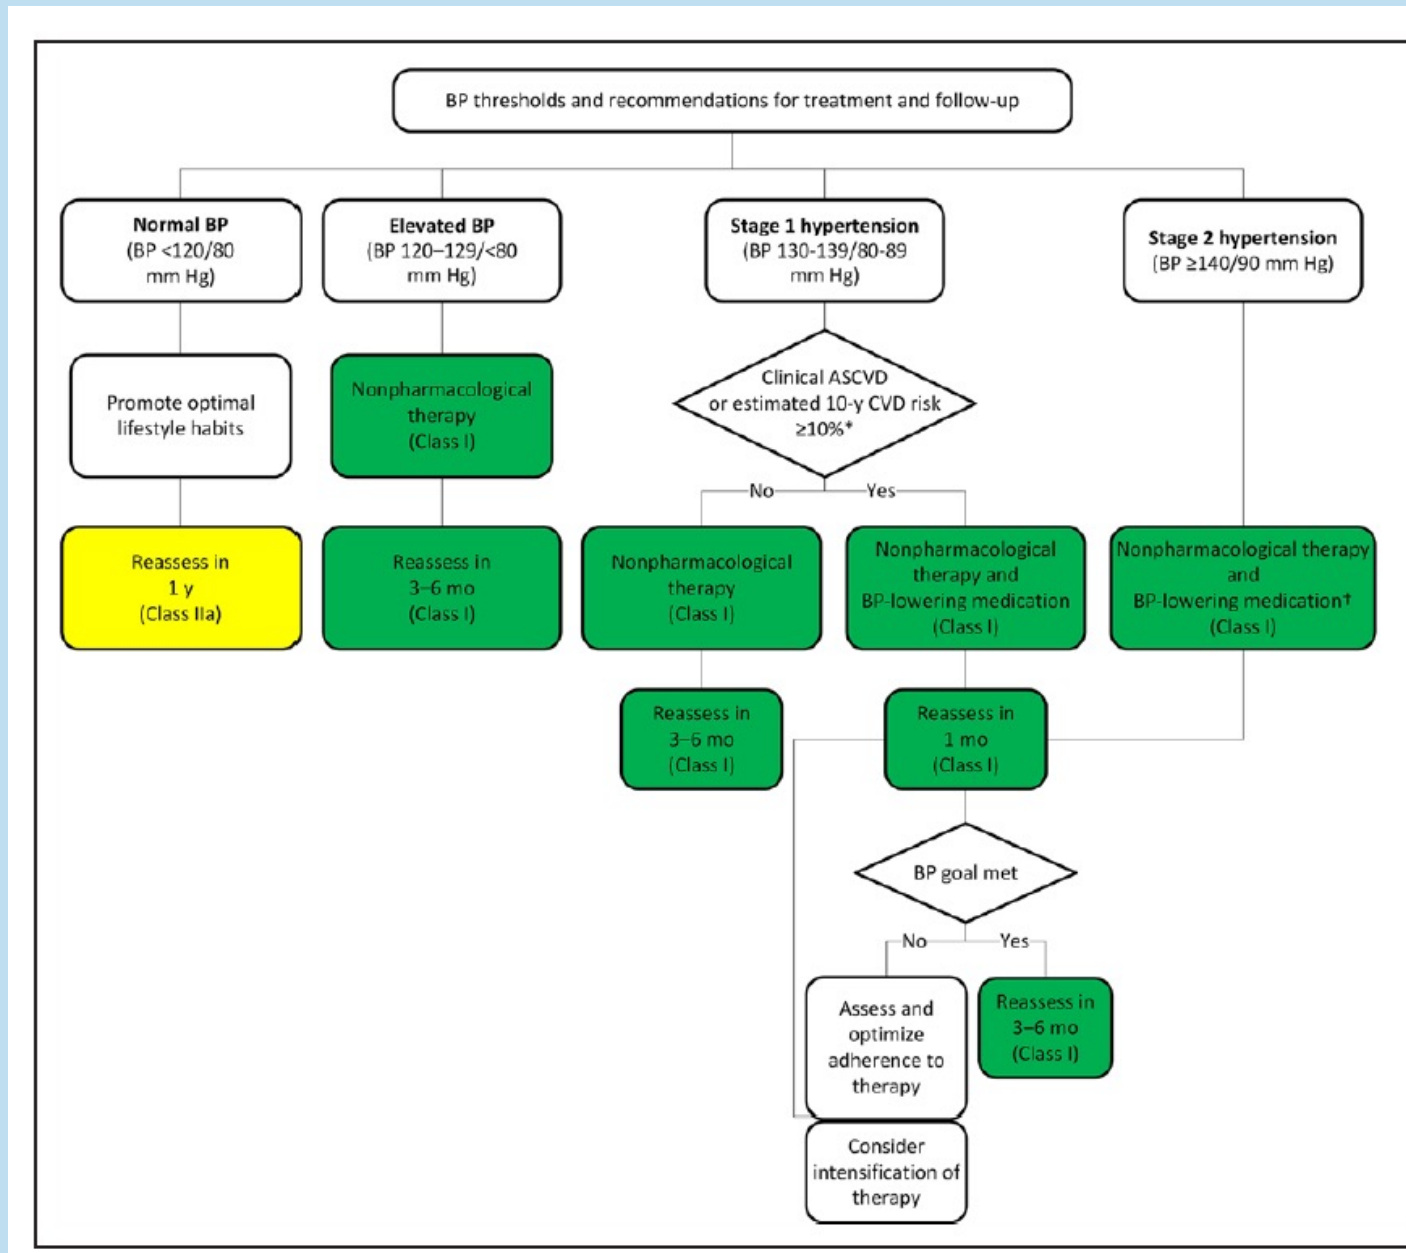 BP thresholds and recommendations for treatment and follow-up
Normal BP
(BP <120/80
mm Hg)
Elevated BP
(BP 120–129/<80
mm Hg)
Stage 1 hypertension
(BP 130-139/80-89
mm Hg)
Stage 2 hypertension
(BP ≥140/90 mm Hg)
Promote optimal
lifestyle habits
Nonpharmacological
therapy
(Class I)
Clinical ASCVD
or estimated 10-y CVD risk
≥10%*
No
Yes
Reassess in
1 y
(Class IIa)
Reassess in
3–6 mo
(Class I)
Nonpharmacological
therapy
(Class I)
Nonpharmacological
therapy and
BP-lowering medication
(Class I)
Nonpharmacological therapy
and
BP-lowering medication†
(Class I)
Reassess in
3–6 mo
(Class I)
Reassess in
1 mo
(Class I)
BP goal met
No
Yes
Assess and
optimize
adherence to
therapy
Reassess in
3–6 mo
(Class I)
Consider
intensification of
therapy